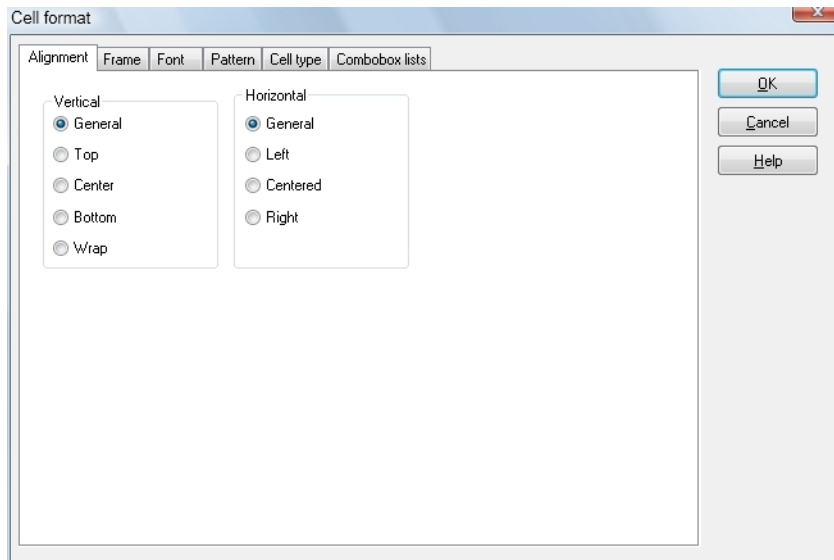 Cell format
Alignment Frame Font Pattern Cell type Combobox lists
Vertical
General
Top
Center
Bottom
Wrap
Horizontal
General
Left
Centered
Right
OK
Cancel
Help